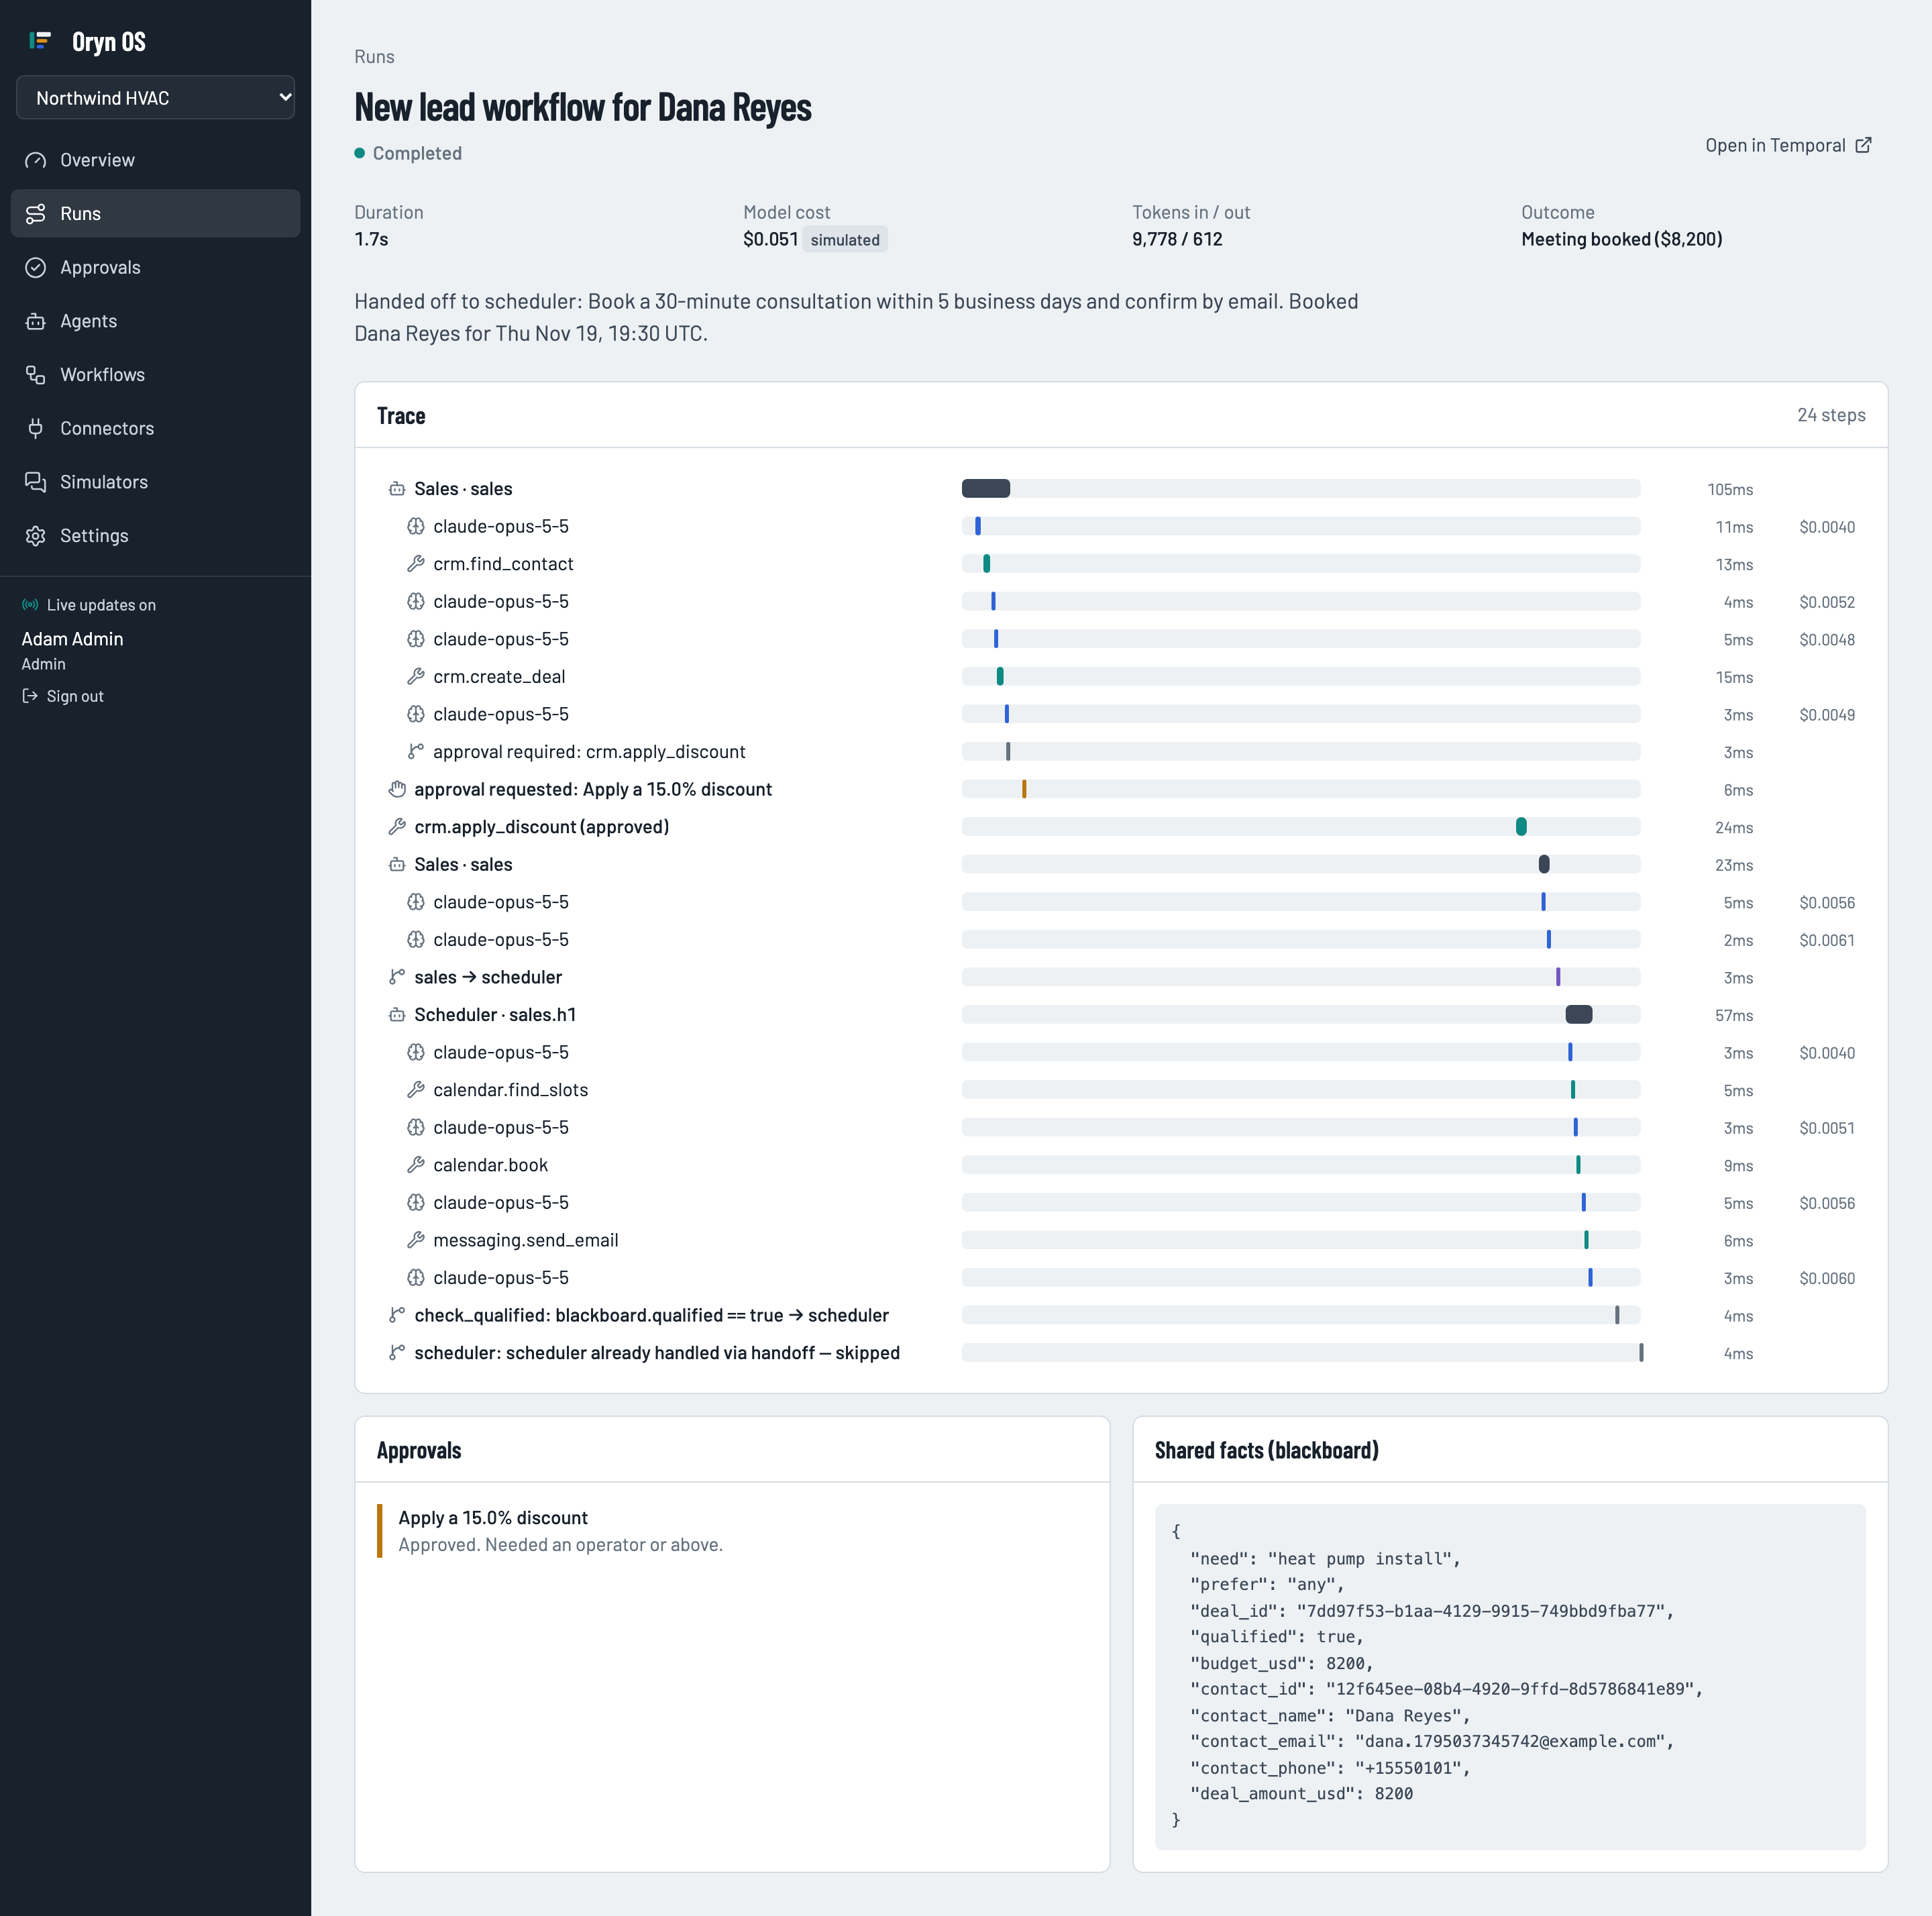 Oryn OS
Northwind HVAC
Overview
Runs
Approvals
Agents
Workflows
Connectors
Simulators
Settings
Live updates on
Adam Admin
Admin
Sign out
Runs
New lead workflow for Dana Reyes
Completed
Open in Temporal
Duration
1.7s
Model cost
$0.051 simulated
Tokens in / out
9,778 / 612
Outcome
Meeting booked ($8,200)
Handed off to scheduler: Book a 30-minute consultation within 5 business days and confirm by email. Booked
Dana Reyes for Thu Nov 19, 19:30 UTC.
Trace 24 steps
Sales · sales 105ms
claude-opus-5-5 11ms $0.0040
crm.find_contact 13ms
claude-opus-5-5 4ms $0.0052
claude-opus-5-5 5ms $0.0048
crm.create_deal 15ms
claude-opus-5-5 3ms $0.0049
approval required: crm.apply_discount 3ms
approval requested: Apply a 15.0% discount 6ms
crm.apply_discount (approved) 24ms
Sales · sales 23ms
claude-opus-5-5 5ms $0.0056
claude-opus-5-5 2ms $0.0061
sales → scheduler 3ms
Scheduler · sales.h1 57ms
claude-opus-5-5 3ms $0.0040
calendar.find_slots 5ms
claude-opus-5-5 3ms $0.0051
calendar.book 9ms
claude-opus-5-5 5ms $0.0056
messaging.send_email 6ms
claude-opus-5-5 3ms $0.0060
check_qualified: blackboard.qualified == true → scheduler 4ms
scheduler: scheduler already handled via handoff — skipped 4ms
Approvals
Apply a 15.0% discount
Approved. Needed an operator or above.
Shared facts (blackboard)
{
"need": "heat pump install",
"prefer": "any",
"deal_id": "7dd97f53-b1aa-4129-9915-749bbd9fba77",
"qualified": true,
"budget_usd": 8200,
"contact_id": "12f645ee-08b4-4920-9ffd-8d5786841e89",
"contact_name": "Dana Reyes",
"contact_email": "dana.1795037345742@example.com",
"contact_phone": "+15550101",
"deal_amount_usd": 8200
}